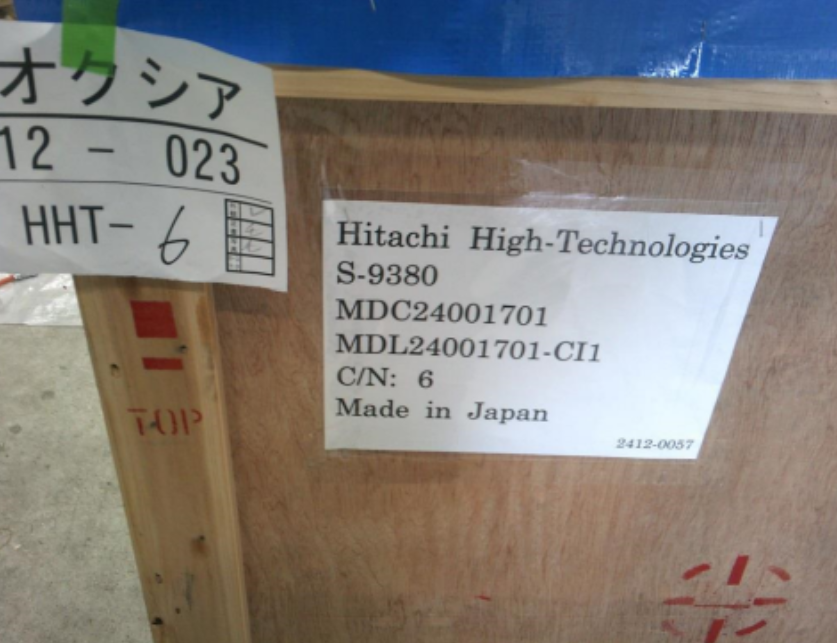 オクシア
12 - 023
HHT- 6
Hitachi High-Technologies
S-9380
MDC24001701
MDL24001701-CI1
C/N: 6
Made in Japan
2412-0057
TOP